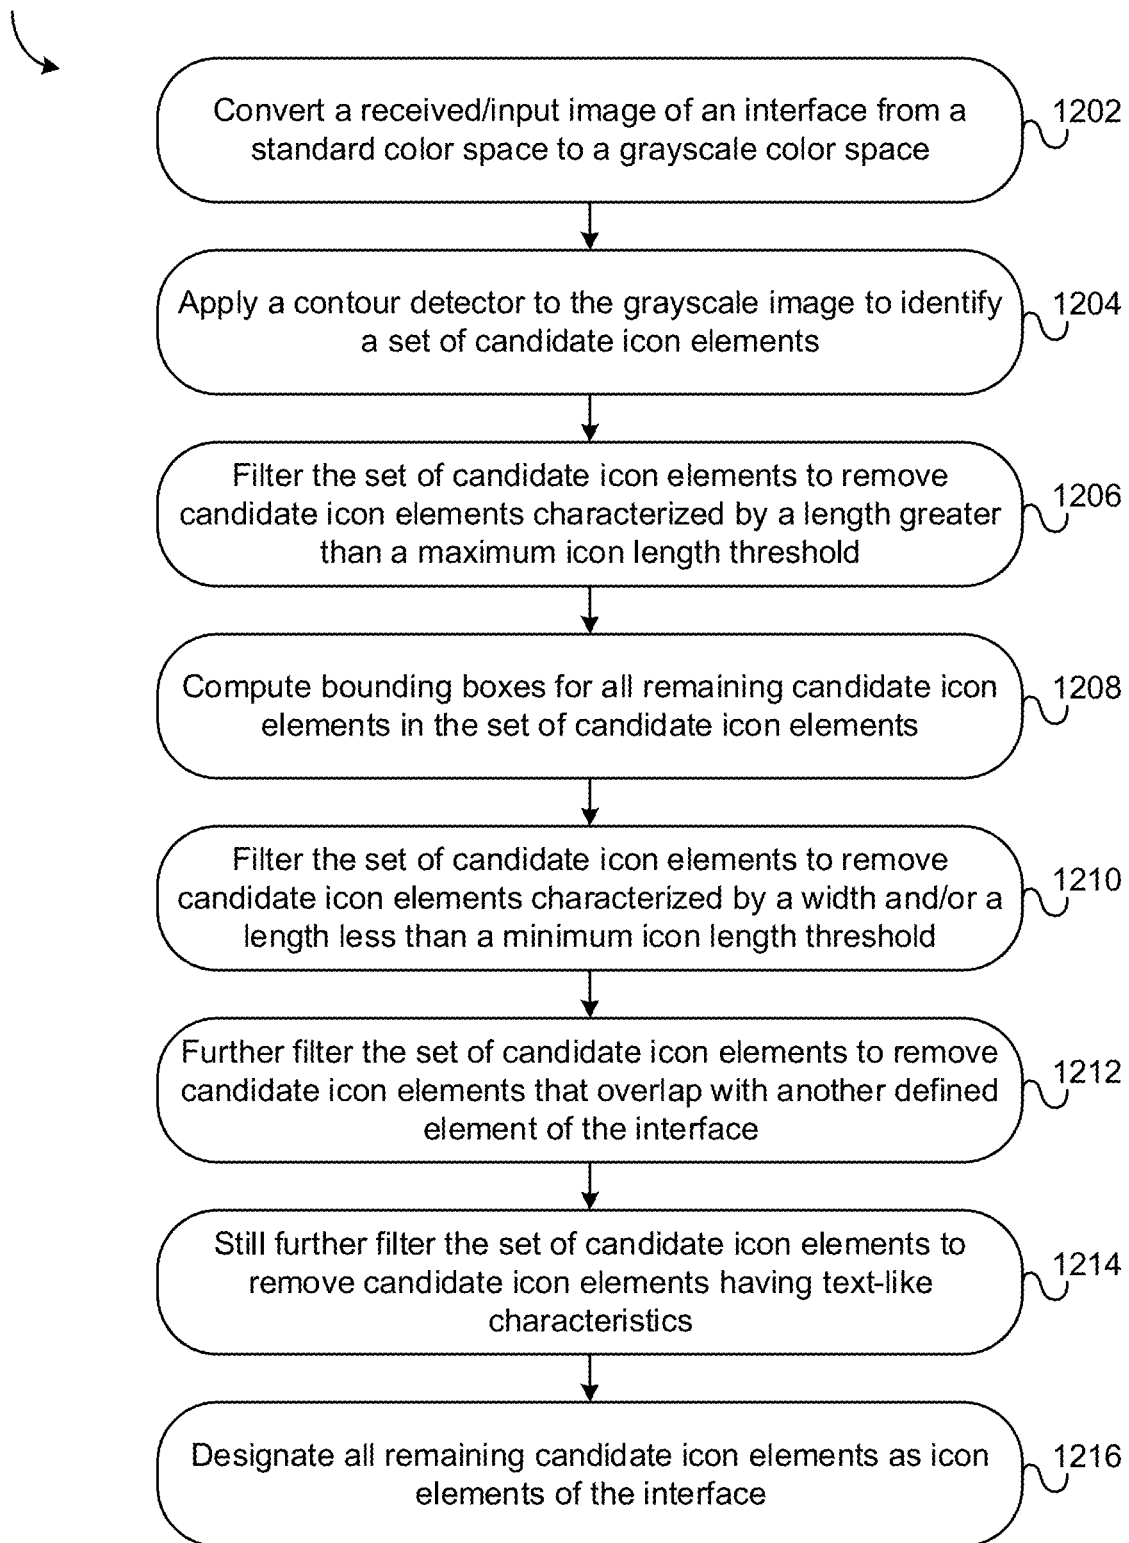 Convert a received/input image of an interface from a
standard color space to a grayscale color space
1202
Apply a contour detector to the grayscale image to identify
a set of candidate icon elements
1204
Filter the set of candidate icon elements to remove
candidate icon elements characterized by a length greater
than a maximum icon length threshold
1206
Compute bounding boxes for all remaining candidate icon
elements in the set of candidate icon elements
1208
Filter the set of candidate icon elements to remove
candidate icon elements characterized by a width and/or a
length less than a minimum icon length threshold
1210
Further filter the set of candidate icon elements to remove
candidate icon elements that overlap with another defined
element of the interface
1212
Still further filter the set of candidate icon elements to
remove candidate icon elements having text-like
characteristics
1214
Designate all remaining candidate icon elements as icon
elements of the interface
1216